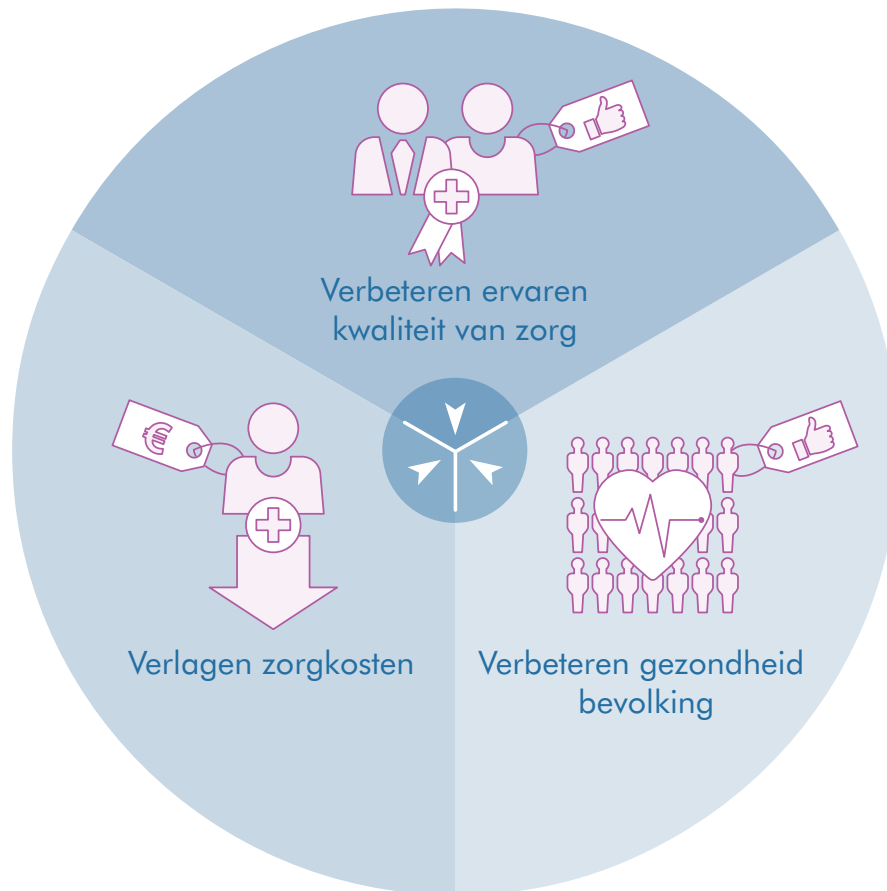 Verbeteren ervaren
kwaliteit van zorg
€
Verlagen zorgkosten
Verbeteren gezondheid
bevolking